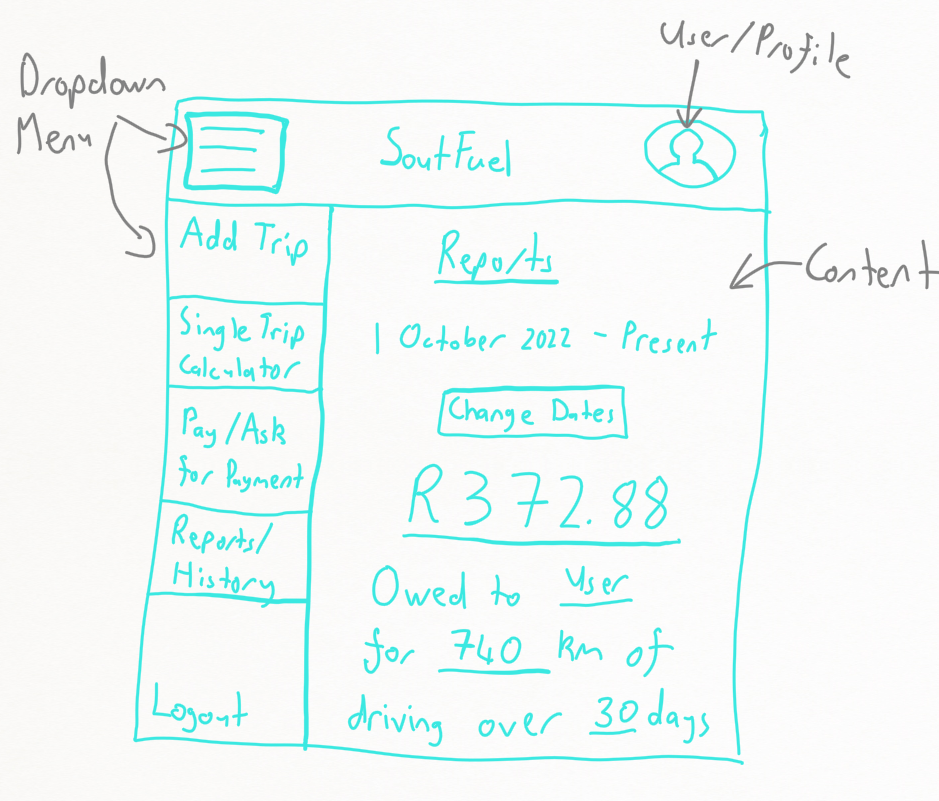 User/Profile
Dropdown
Menu
SoutFuel
Add Trip
Single Trip
Calculator
Pay/Ask
for Payment
Reports/
History
Logout
Reports
1 October 2022 - Present
Change Dates
R372.88
Owed to User
for 740 km of
driving over 30 days
Content